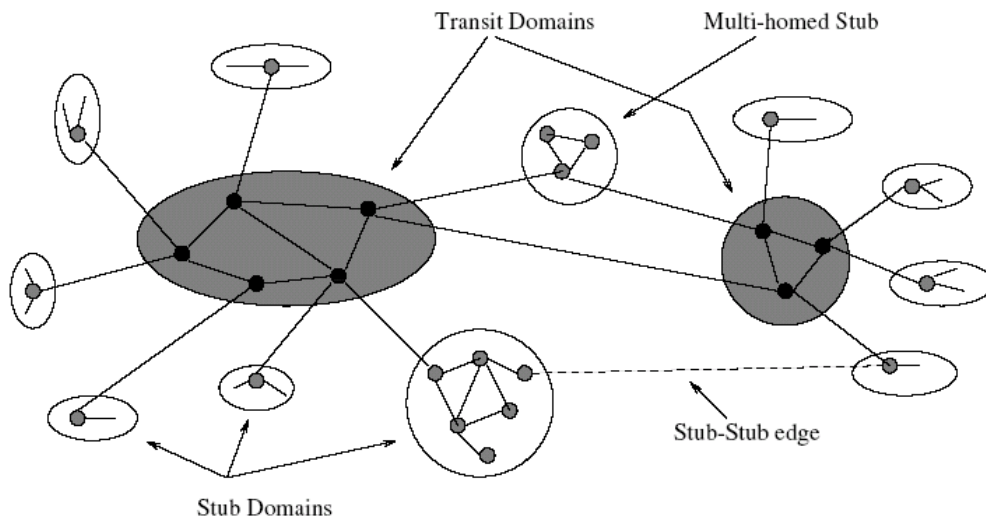 Transit Domains
Multi-homed Stub
Stub-Stub edge
Stub Domains